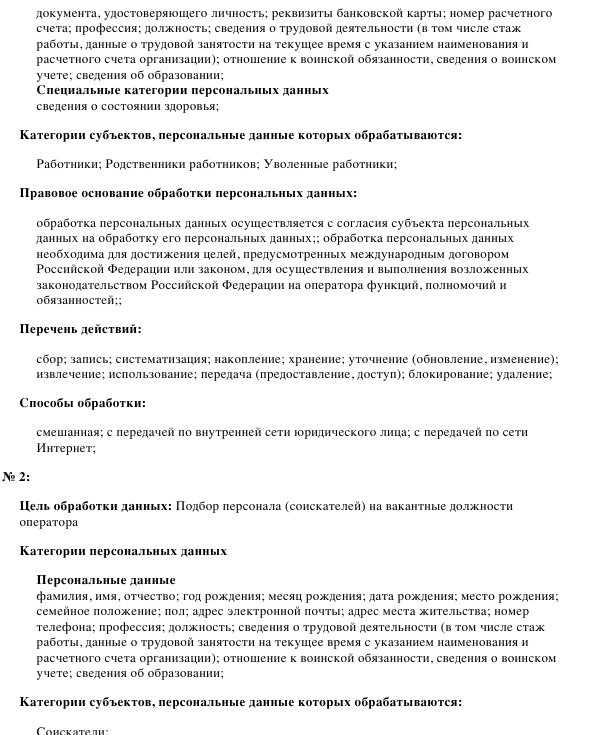 документа, удостоверяющего личность; реквизиты банковской карты; номер расчетного
счета; профессия; должность; сведения о трудовой деятельности (в том числе стаж
работы, данные о трудовой занятости на текущее время с указанием наименования и
расчетного счета организации); отношение к воинской обязанности, сведения о воинском
учете; сведения об образовании;
Специальные категории персональных данных
сведения о состоянии здоровья;
Категории субъектов, персональные данные которых обрабатываются:
Работники; Родственники работников; Уволенные работники;
Правовое основание обработки персональных данных:
обработка персональных данных осуществляется с согласия субъекта персональных
данных на обработку его персональных данных;; обработка персональных данных
необходима для достижения целей, предусмотренных международным договором
Российской Федерации или законом, для осуществления и выполнения возложенных
законодательством Российской Федерации на оператора функций, полномочий и
обязанностей;;
Перечень действий:
сбор; запись; систематизация; накопление; хранение; уточнение (обновление, изменение);
извлечение; использование; передача (предоставление, доступ); блокирование; удаление;
Способы обработки:
смешанная; с передачей по внутренней сети юридического лица; с передачей по сети
Интернет;
№ 2:
Цель обработки данных: Подбор персонала (соискателей) на вакантные должности
оператора
Категории персональных данных
Персональные данные
фамилия, имя, отчество; год рождения; месяц рождения; дата рождения; место рождения;
семейное положение; пол; адрес электронной почты; адрес места жительства; номер
телефона; профессия; должность; сведения о трудовой деятельности (в том числе стаж
работы, данные о трудовой занятости на текущее время с указанием наименования и
расчетного счета организации); отношение к воинской обязанности, сведения о воинском
учете; сведения об образовании;
Категории субъектов, персональные данные которых обрабатываются:
Соискатели;